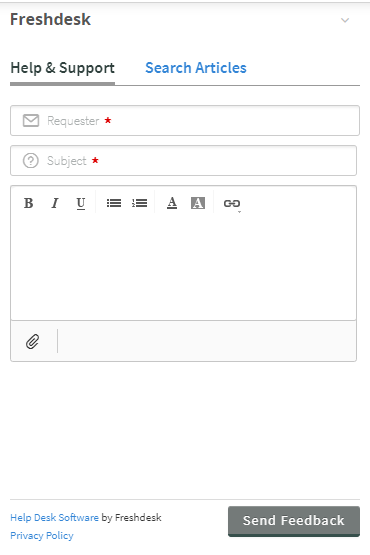 Freshdesk
Help & Support Search Articles
Requester *
Subject *
B I U A A
Help Desk Software by Freshdesk
Send Feedback
Privacy Policy